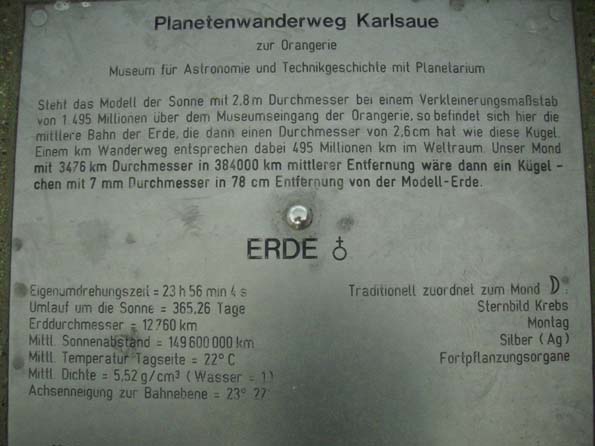 Planetenwanderweg Karlsaue
zur Orangerie
Museum für Astronomie und Technikgeschichte mit Planetarium
Steht das Modell der Sonne mit 2,8 m Durchmesser bei einem Verkleinerungsmaßstab
von 1:495 Millionen über dem Museumseingang der Orangerie, so befindet sich hier die
mittlere Bahn der Erde, die dann einen Durchmesser von 2,6 cm hat wie diese Kugel.
Einem km Wanderweg entsprechen dabei 495 Millionen km im Weltraum. Unser Mond
mit 3476 km Durchmesser in 384000 km mittlerer Entfernung wäre dann ein Kügel-
chen mit 7 mm Durchmesser in 78 cm Entfernung von der Modell-Erde.
ERDE ♁
Eigenumdrehungszeit = 23 h 56 min 4 s
Umlauf um die Sonne = 365,26 Tage
Erddurchmesser = 12760 km
Mittl. Sonnenabstand = 149 600 000 km
Mittl. Temperatur Tagseite = 22° C
Mittl. Dichte = 5,52 g/cm³ (Wasser = 1)
Achsenneigung zur Bahnebene = 23° 27'
Traditionell zuordnet zum Mond ☽:
Sternbild Krebs
Montag
Silber (Ag)
Fortpflanzungsorgane